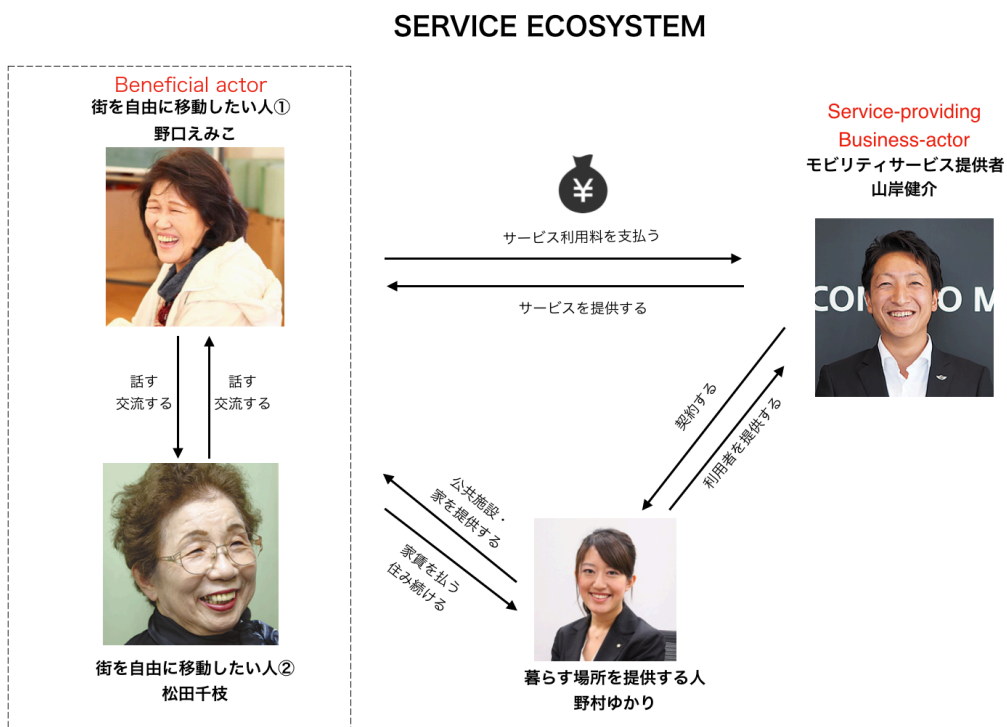 SERVICE ECOSYSTEM
Beneficial actor
街を自由に移動したい人①
野口えみこ
Service-providing
Business-actor
モビリティサービス提供者
山岸健介
¥
サービス利用料を支払う
サービスを提供する
COM
O M
話す
交流する
話す
交流する
契約する
利用者を提供する
公共施設・
家を提供する
家賃を払う
住み続ける
街を自由に移動したい人②
松田千枝
暮らす場所を提供する人
野村ゆかり